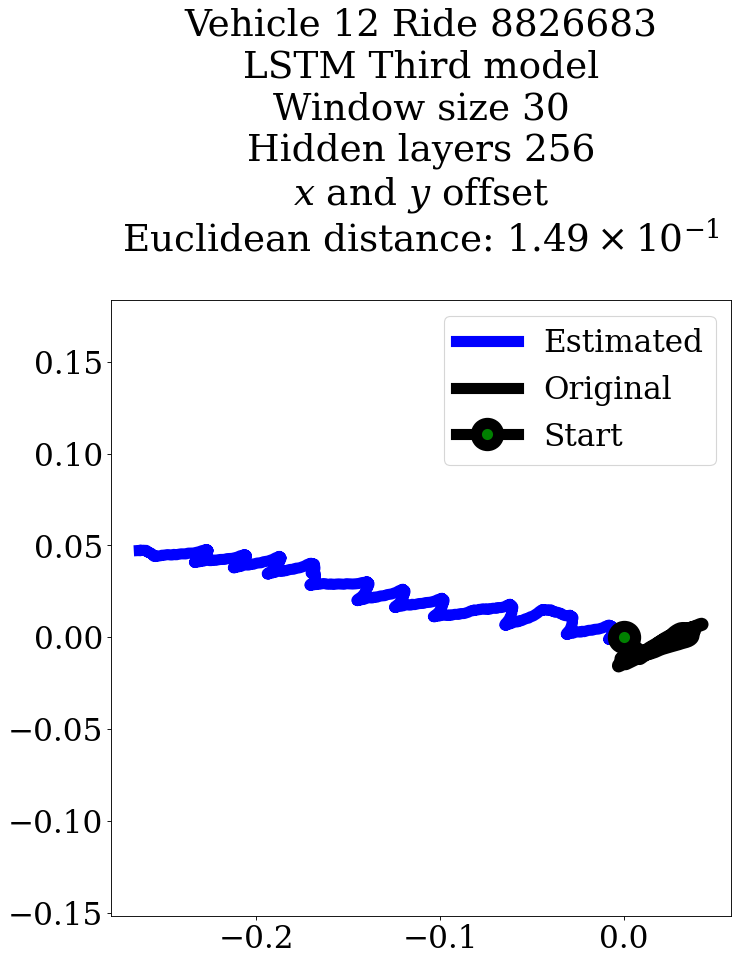 Vehicle 12 Ride 8826683
LSTM Third model
Window size 30
Hidden layers 256
x and y offset
Euclidean distance: 1.49 × 10⁻¹
Estimated
Original
Start
0.15
0.10
0.05
0.00
−0.05
−0.10
−0.15
−0.2 −0.1 0.0